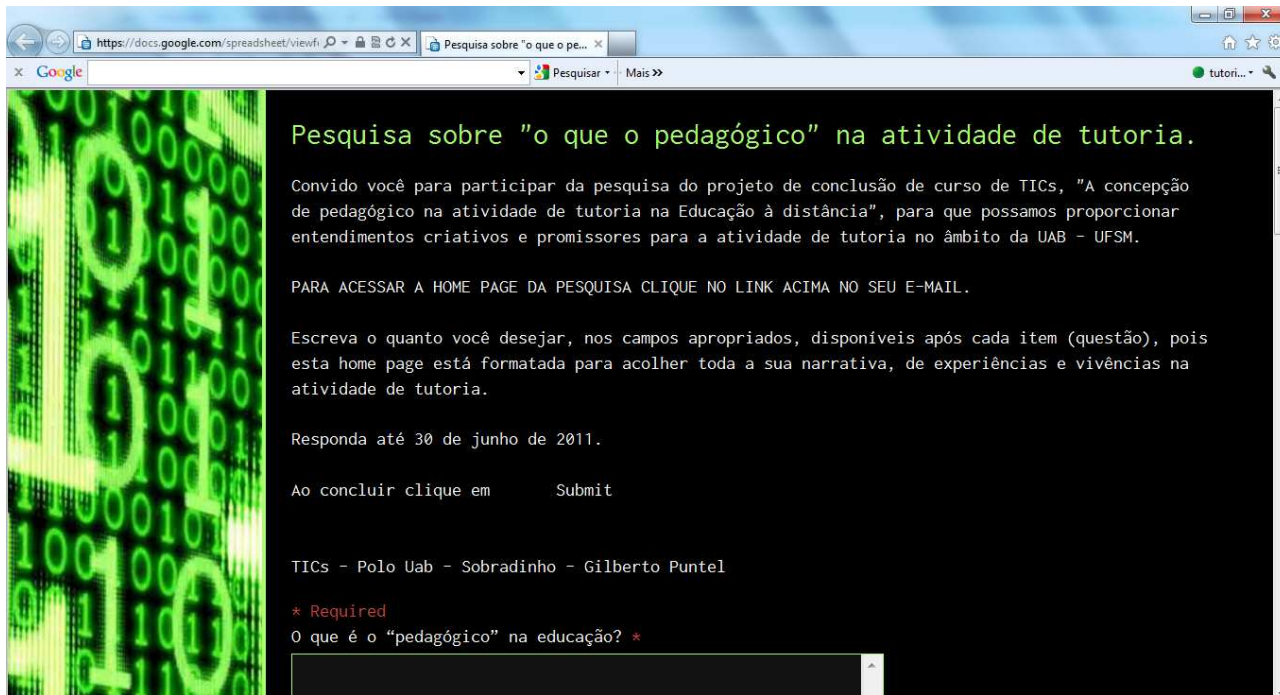 https://docs.google.com/spreadsheet/viewf
Pesquisa sobre "o que o pe...
Google
Pesquisar
Mais >>
tutori...
Pesquisa sobre "o que o pedagógico" na atividade de tutoria.
Convido você para participar da pesquisa do projeto de conclusão de curso de TICs, "A concepção
de pedagógico na atividade de tutoria na Educação à distância", para que possamos proporcionar
entendimentos criativos e promissores para a atividade de tutoria no âmbito da UAB - UFSM.
PARA ACESSAR A HOME PAGE DA PESQUISA CLIQUE NO LINK ACIMA NO SEU E-MAIL.
Escreva o quanto você desejar, nos campos apropriados, disponíveis após cada item (questão), pois
esta home page está formatada para acolher toda a sua narrativa, de experiências e vivências na
atividade de tutoria.
Responda até 30 de junho de 2011.
Ao concluir clique em Submit
TICs - Polo Uab - Sobradinho - Gilberto Puntel
* Required
O que é o “pedagógico” na educação? *